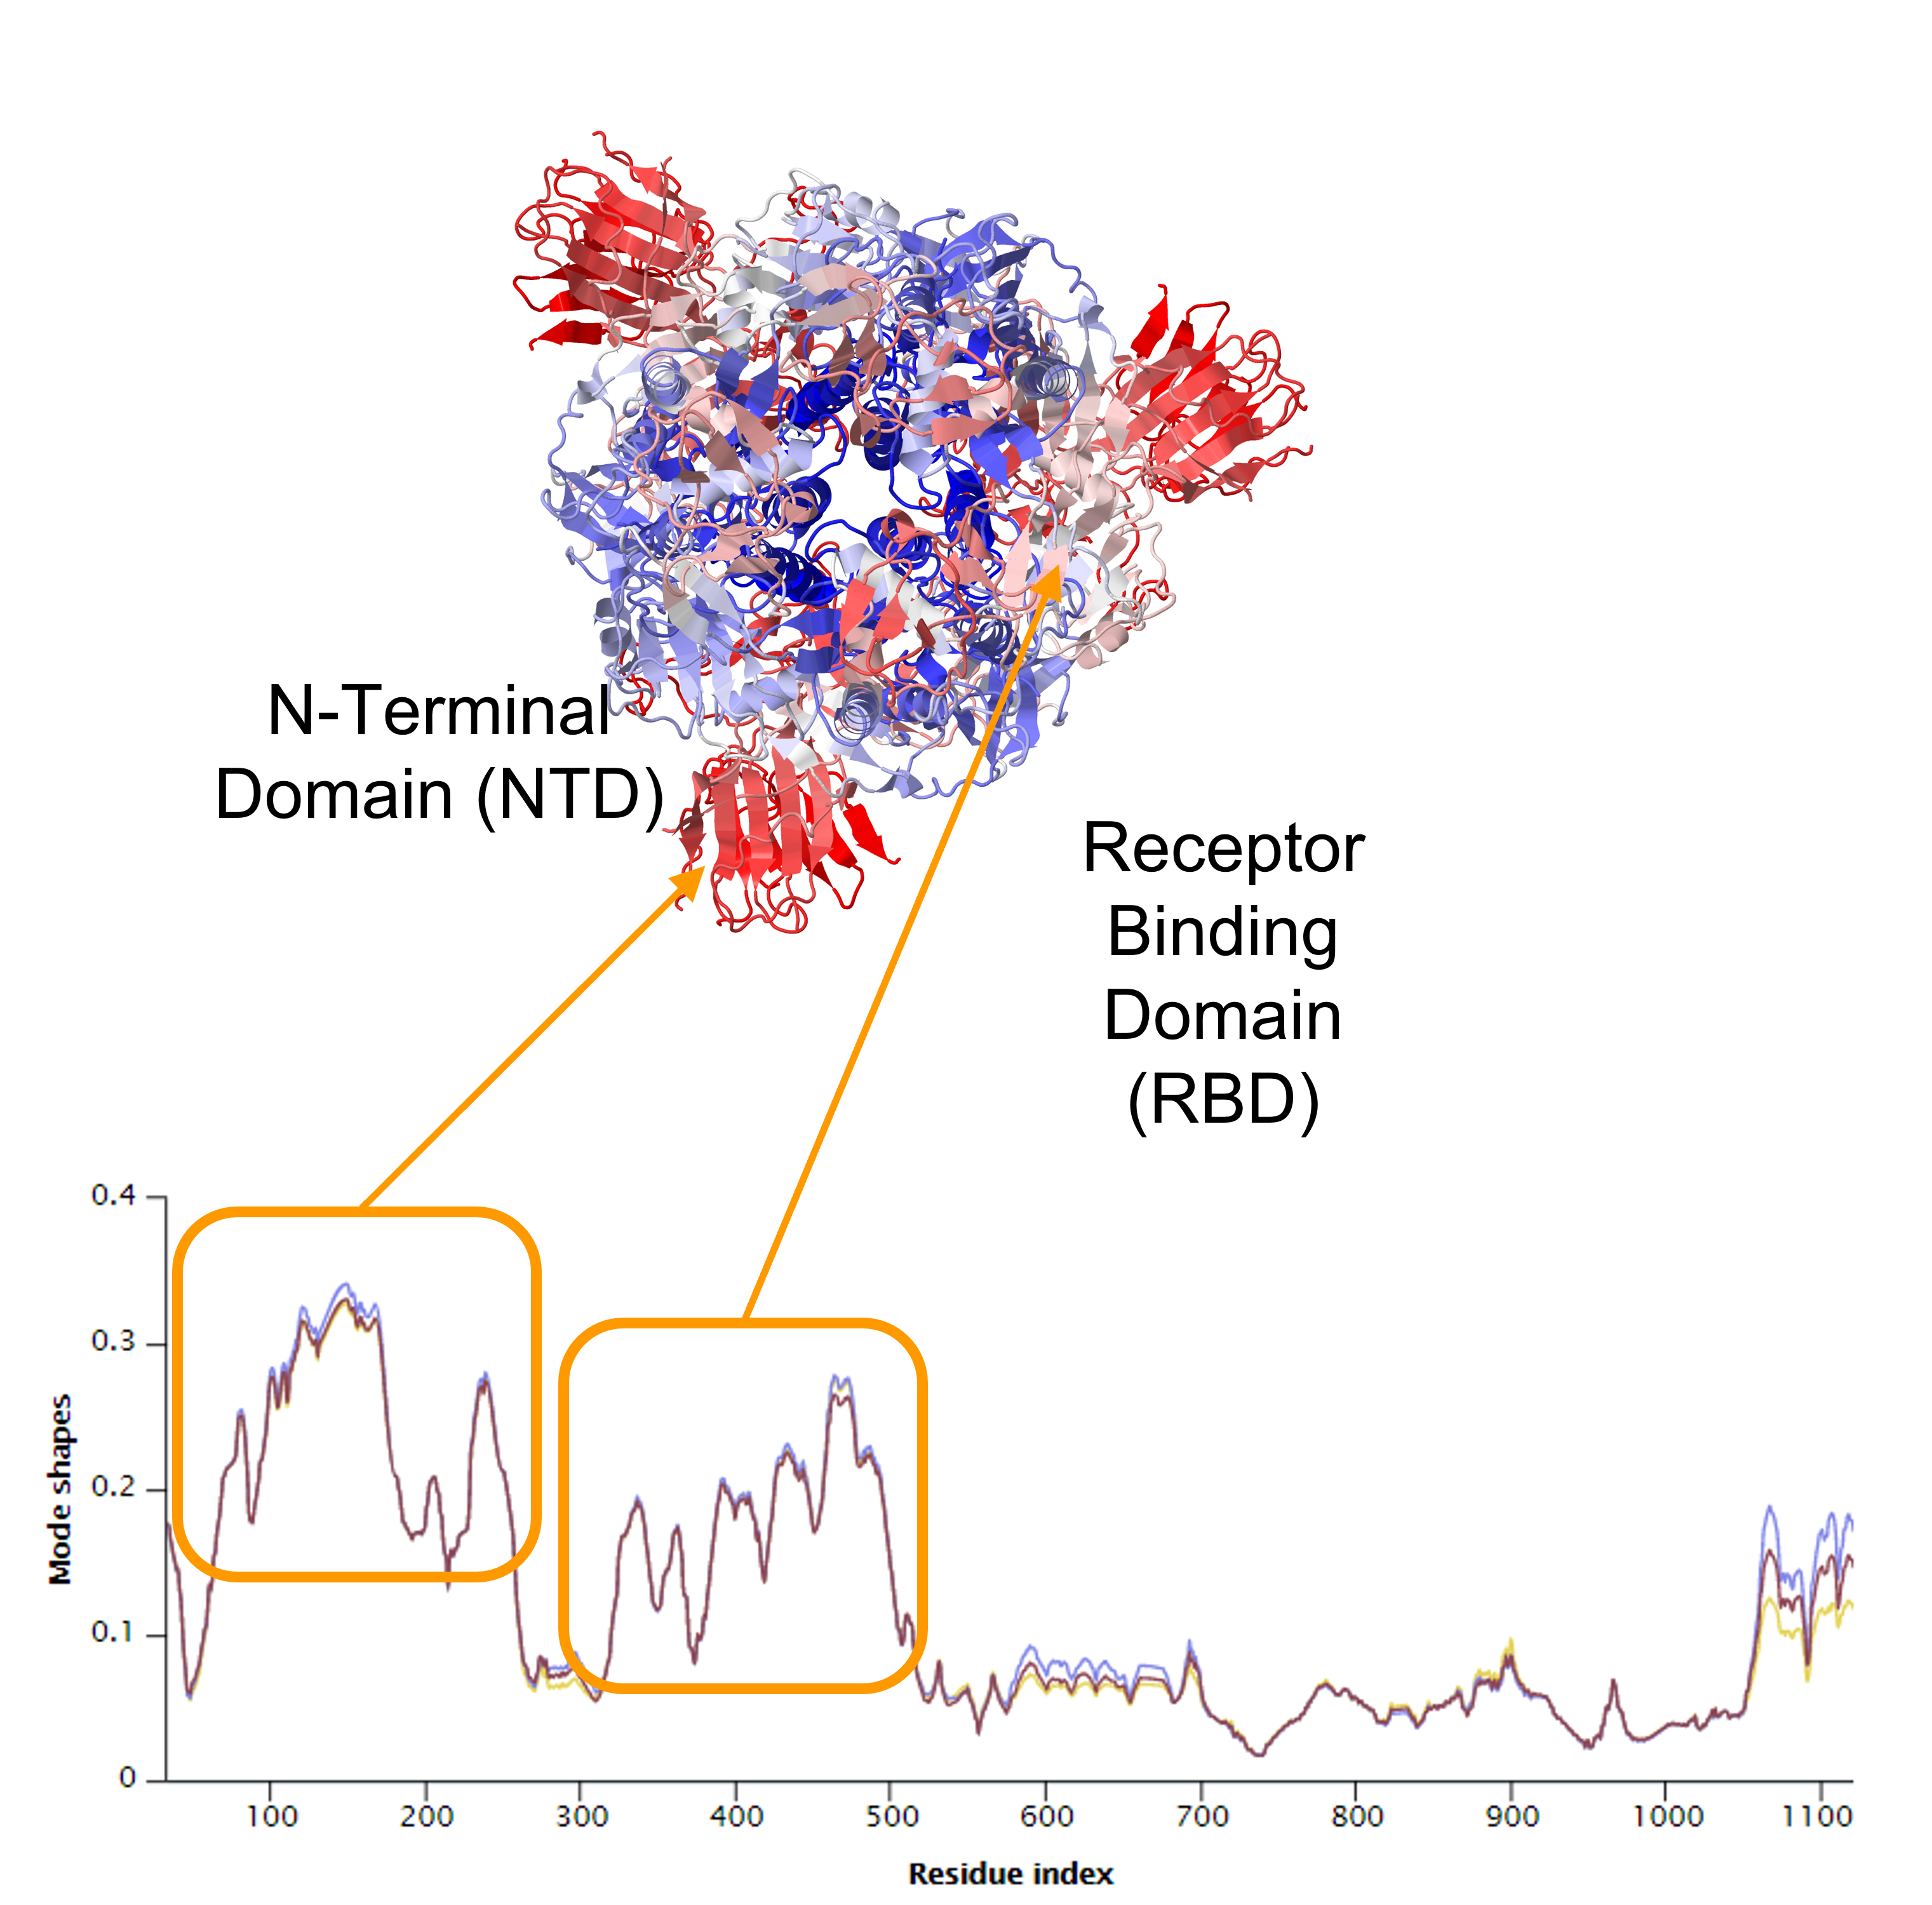 N-Terminal
Domain (NTD)
Receptor
Binding
Domain
(RBD)
0.4
0.3
0.2
0.1
0
Mode shapes
100 200 300 400 500 600 700 800 900 1000 1100
Residue index